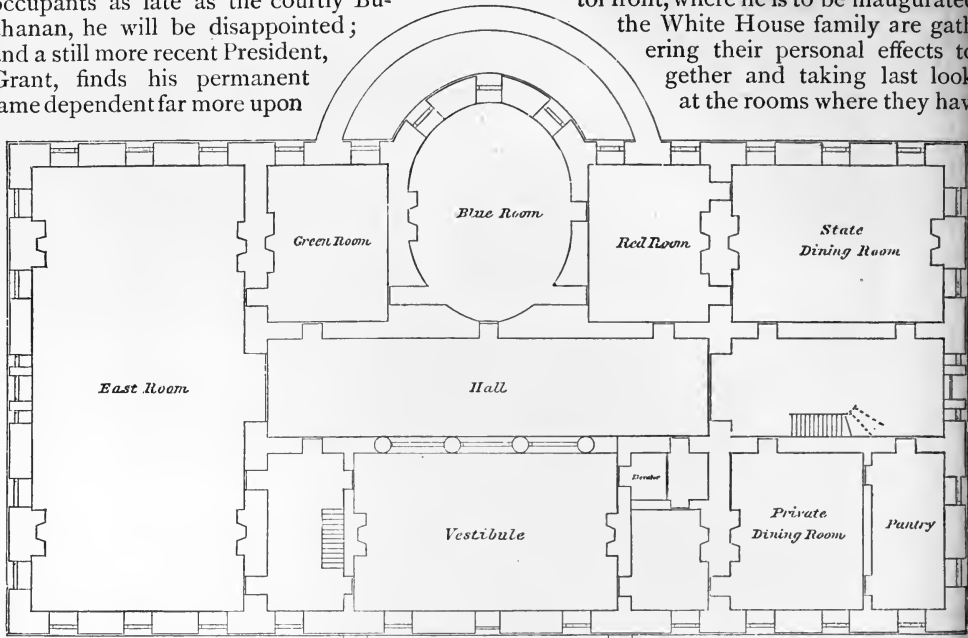 occupants as late as the courtly Bu-
chanan, he will be disappointed;
and a still more recent President,
Grant, finds his permanent
fame dependent far more upon
front, where he is to be inaugurated
the White House family are gath
ering their personal effects to
gether and taking last look
at the rooms where they hav
Blue Room
Green Room
Red Room
State
Dining Room
East Room
Hall
Elevator
Vestibule
Private
Dining Room
Pantry